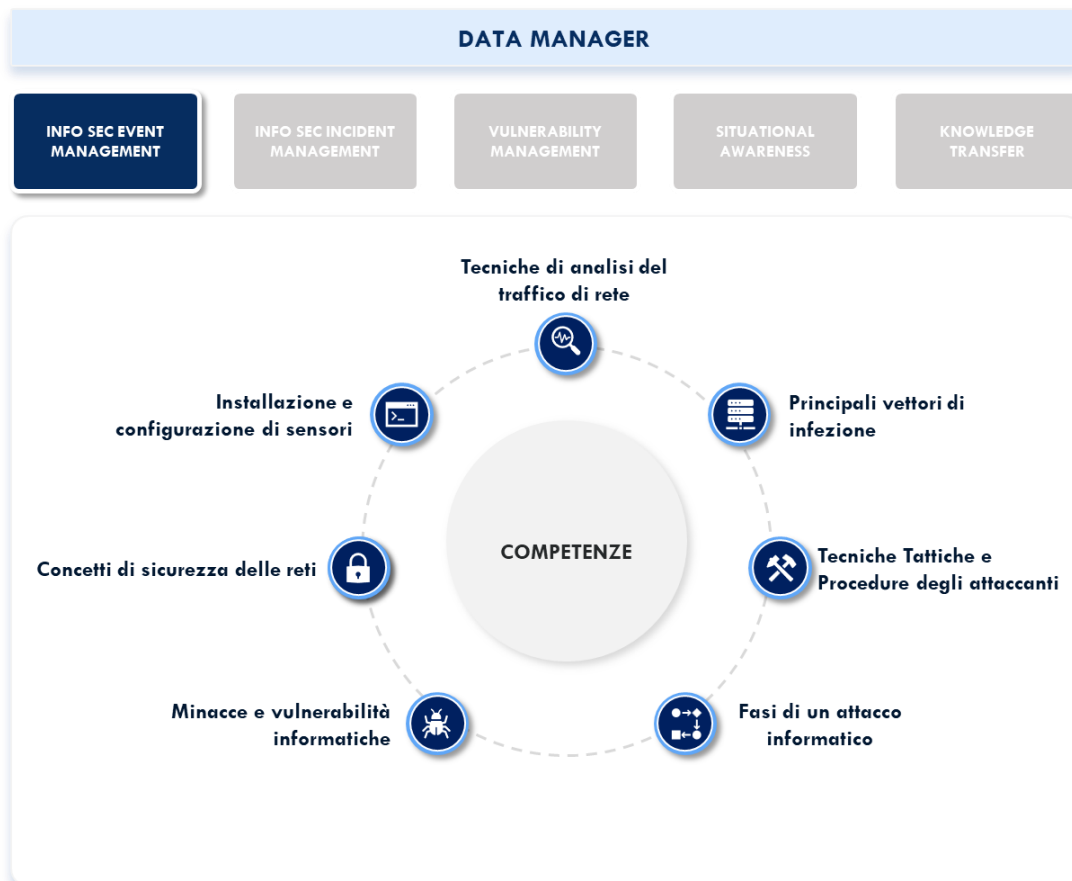 DATA MANAGER
INFO SEC EVENT
MANAGEMENT
INFO SEC INCIDENT
MANAGEMENT
VULNERABILITY
MANAGEMENT
SITUATIONAL
AWARENESS
KNOWLEDGE
TRANSFER
Tecniche di analisi del
traffico di rete
Installazione e
configurazione di sensori
Principali vettori di
infezione
COMPETENZE
Concetti di sicurezza delle reti
Tecniche Tattiche e
Procedure degli attaccanti
Minacce e vulnerabilità
informatiche
Fasi di un attacco
informatico